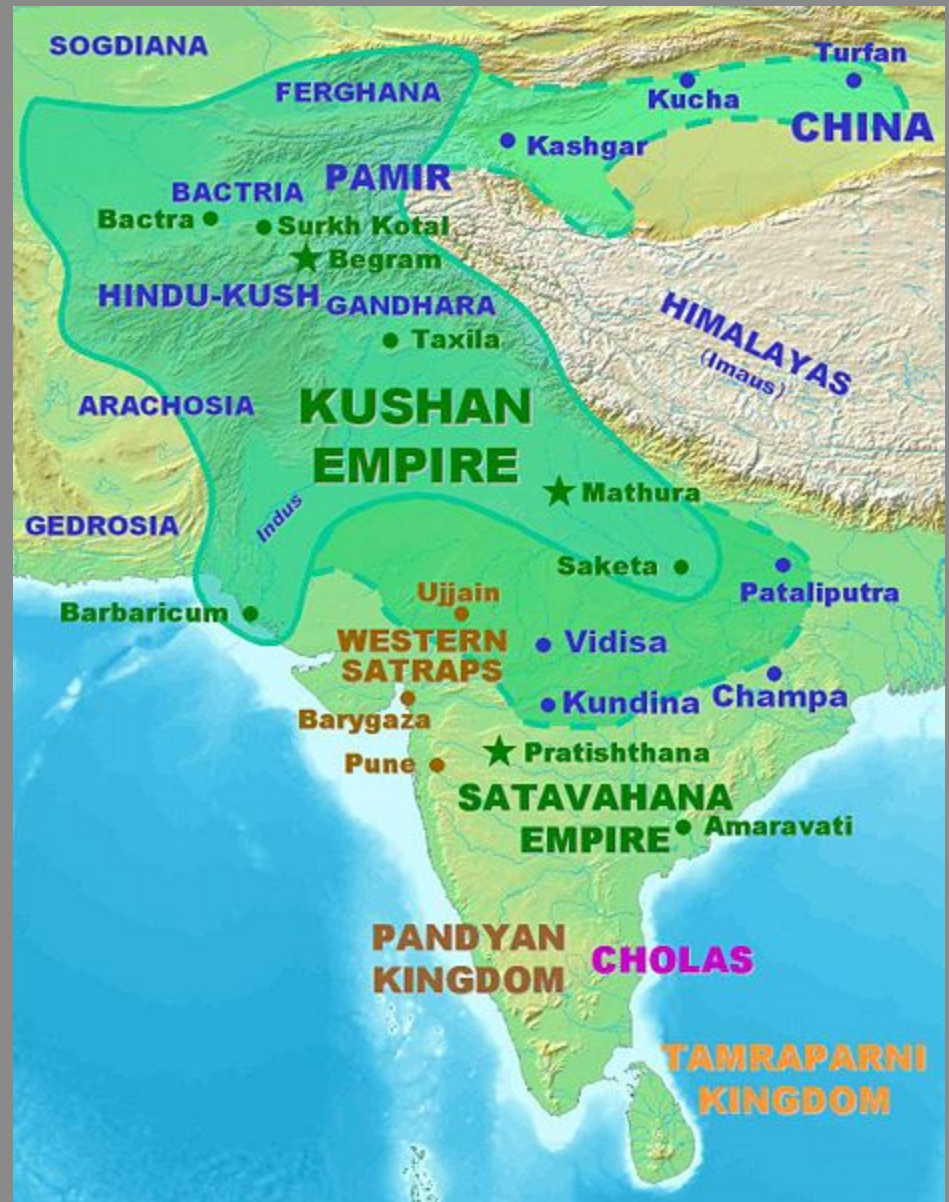 SOGDIANA
Turfan
FERGHANA
Kucha
CHINA
Kashgar
PAMIR
BACTRIA
Bactra
Surkh Kotal
Begram
HINDU-KUSH
GANDHARA
HIMALAYAS
(Imaus)
Taxila
ARACHOSIA
KUSHAN
EMPIRE
Mathura
Indus
GEDROSIA
Saketa
Pataliputra
Ujjain
Barbaricum
WESTERN
SATRAPS
Vidisa
Kundina
Champa
Barygaza
Pratishthana
Pune
SATAVAHANA
EMPIRE
Amaravati
PANDYAN
KINGDOM
CHOLAS
TAMRAPARNI
KINGDOM